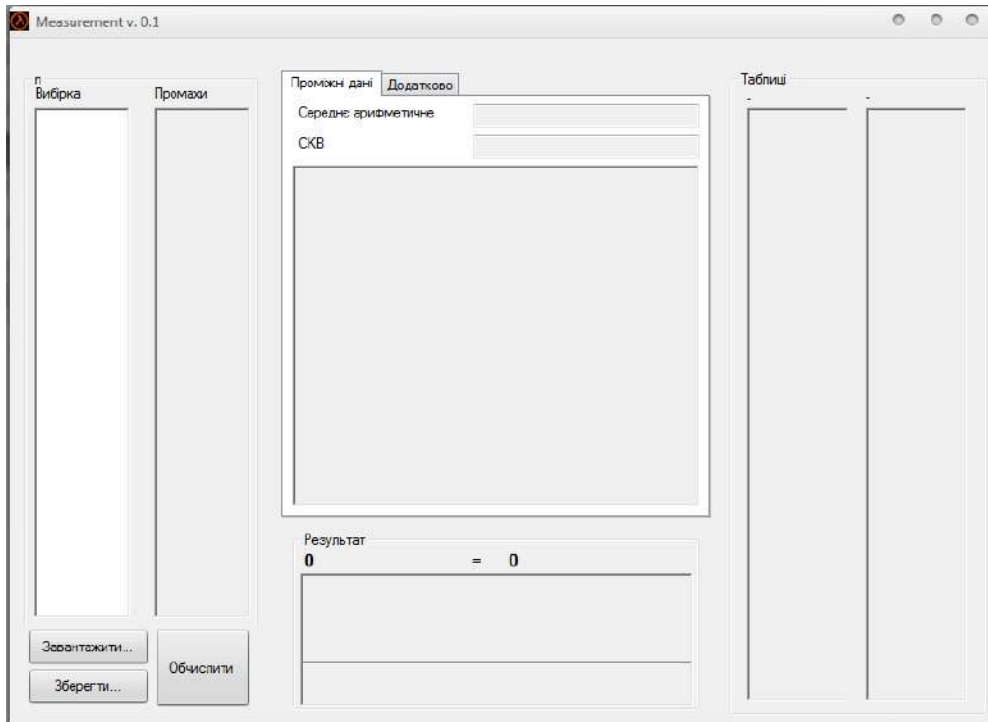 Measurement v. 0.1
Вибірка
Промахи
Проміжні дані
Додатково
Середнє арифметичне
СКВ
Таблиці
-
-
Результат
0 = 0
Завантажити...
Зберегти...
Обчислити